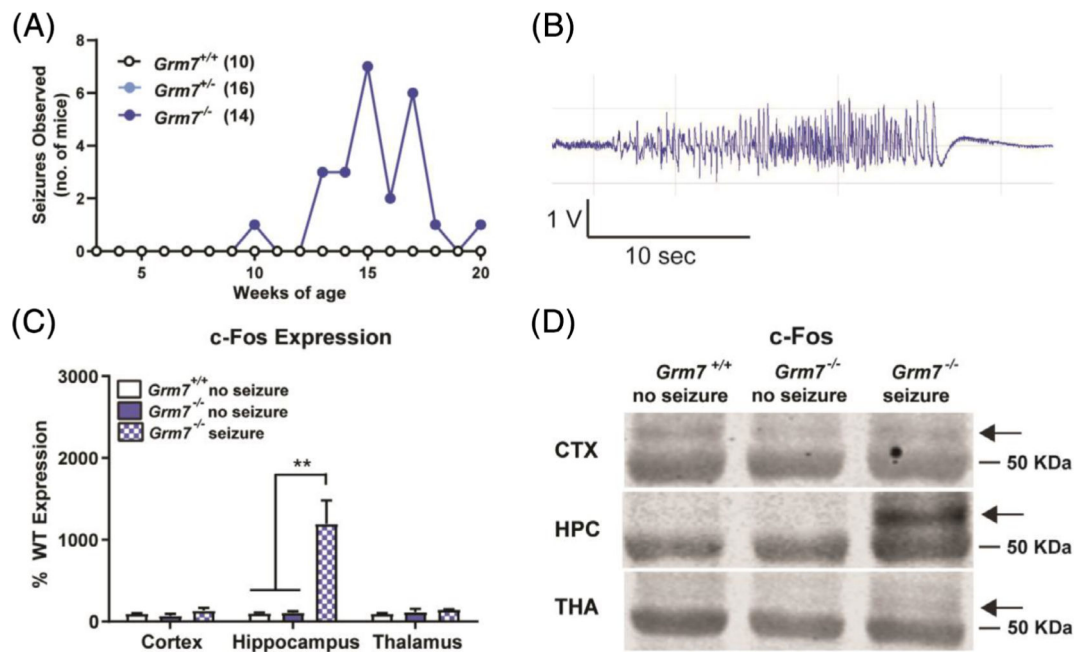 (A)
8
6
4
2
0
Seizures Observed
(no. of mice)
Grm7+/+ (10)
Grm7+/- (16)
Grm7-/- (14)
5
10
15
20
Weeks of age
(B)
1 V
10 sec
(C)
c-Fos Expression
3000
2000
1000
0
% WT Expression
Grm7+/+ no seizure
Grm7-/- no seizure
Grm7-/- seizure
**
Cortex
Hippocampus
Thalamus
(D)
c-Fos
Grm7 +/+
no seizure
Grm7-/-
no seizure
Grm7-/-
seizure
CTX
50 KDa
HPC
50 KDa
THA
50 KDa